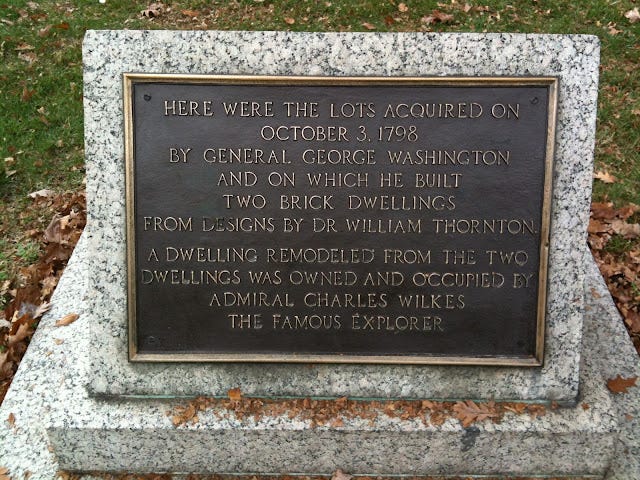 HERE WERE THE LOTS ACQUIRED ON
OCTOBER 3, 1798
BY GENERAL GEORGE WASHINGTON
AND ON WHICH HE BUILT
TWO BRICK DWELLINGS
FROM DESIGNS BY DR WILLIAM THORNTON.
A DWELLING REMODELED FROM THE TWO
DWELLINGS WAS OWNED AND OCCUPIED BY
ADMIRAL CHARLES WILKES
THE FAMOUS EXPLORER